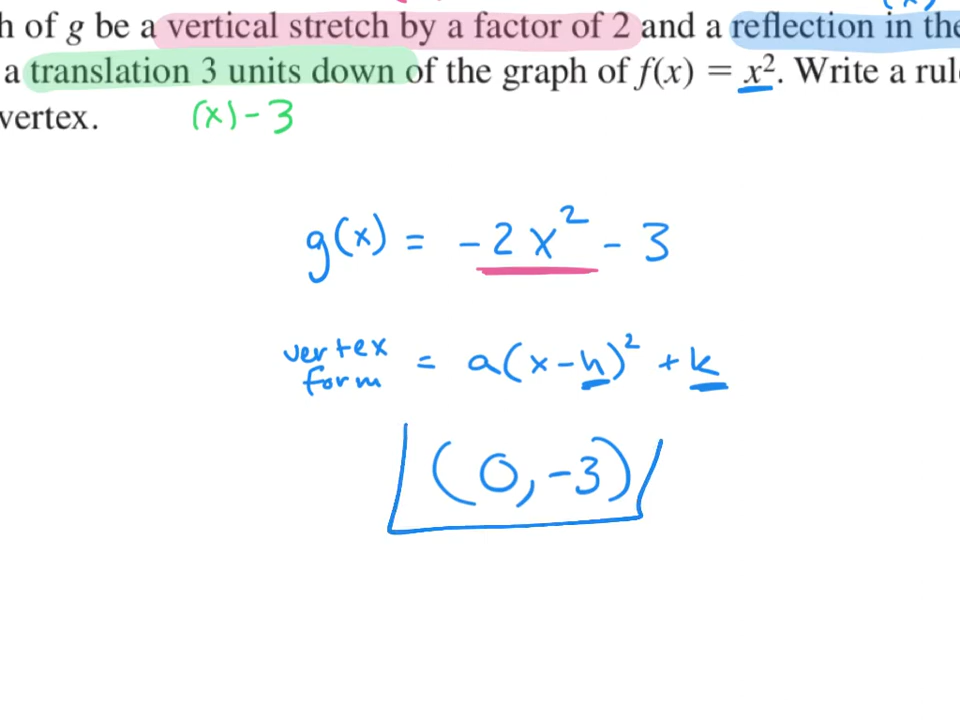 h of g be a vertical stretch by a factor of 2 and a reflection in the
a translation 3 units down of the graph of f(x) = x². Write a rul
vertex.
(x) - 3
g(x) = -2x² - 3
vertex form = a(x-h)² + k
(0, -3)